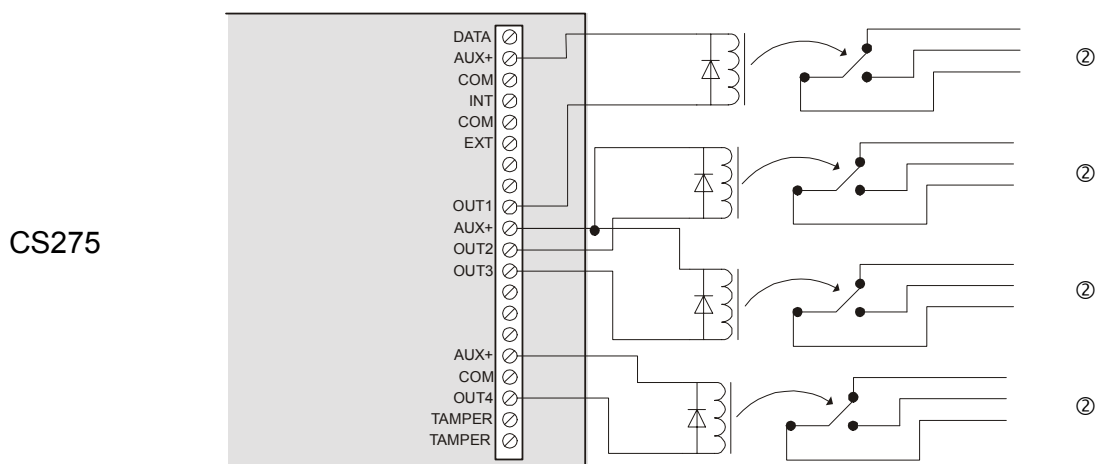 DATA
AUX+
②
COM
INT
COM
EXT
②
OUT1
AUX+
CS275
OUT2
OUT3
②
AUX+
COM
OUT4
②
TAMPER
TAMPER